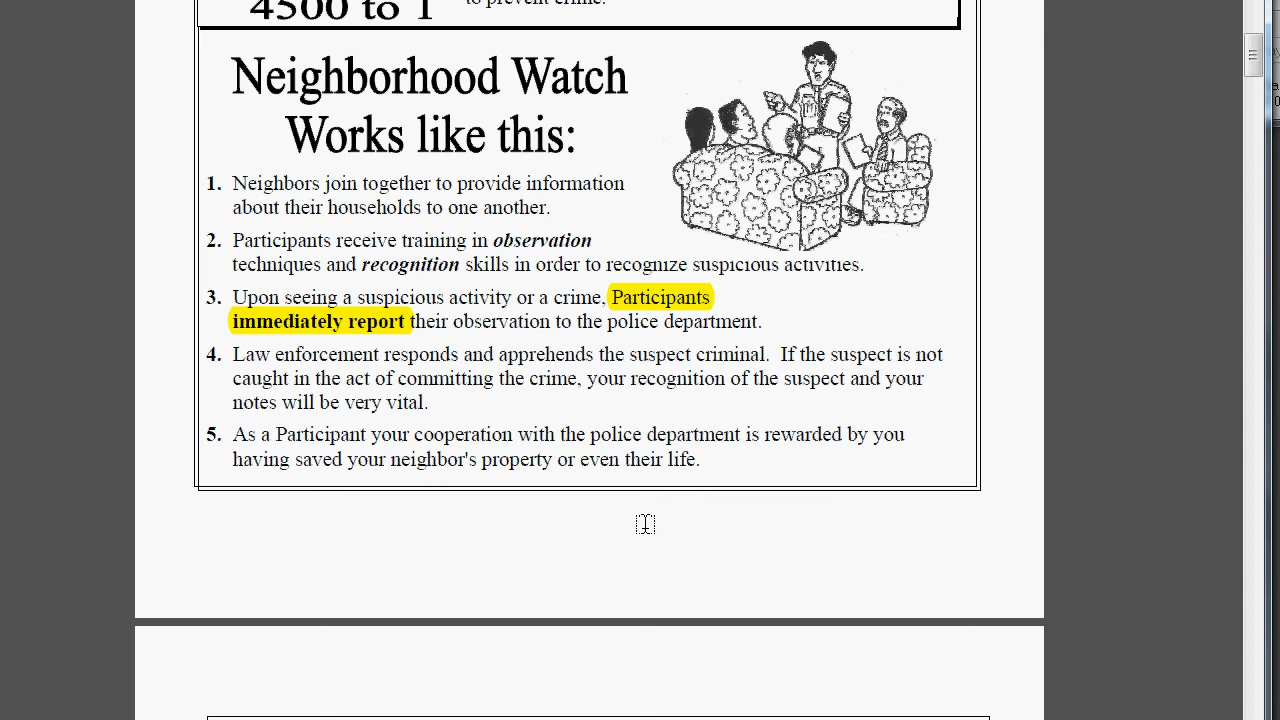 4500 to 1
to prevent crime.
Neighborhood Watch
Works like this:
1. Neighbors join together to provide information
about their households to one another.
2. Participants receive training in observation
techniques and recognition skills in order to recognize suspicious activities.
3. Upon seeing a suspicious activity or a crime, Participants
immediately report their observation to the police department.
4. Law enforcement responds and apprehends the suspect criminal. If the suspect is not
caught in the act of committing the crime, your recognition of the suspect and your
notes will be very vital.
5. As a Participant your cooperation with the police department is rewarded by you
having saved your neighbor's property or even their life.